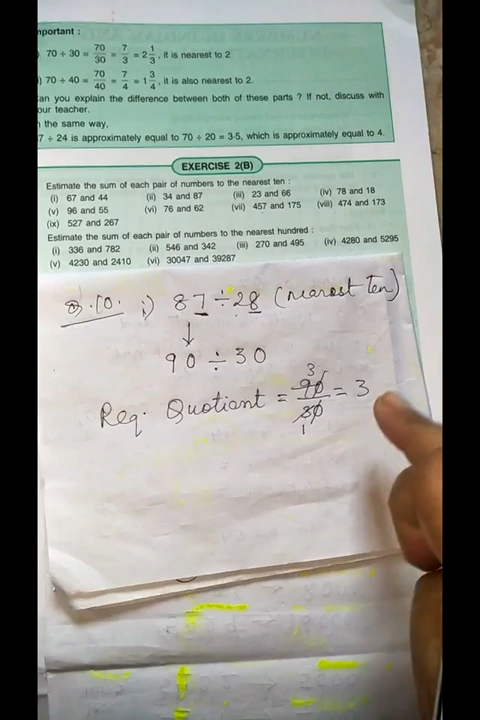 nportant :
70 ÷ 30 = 70/30 = 7/3 = 2 1/3, it is nearest to 2
i) 70 ÷ 40 = 70/40 = 7/4 = 1 3/4, it is also nearest to 2.
an you explain the difference between both of these parts ? If not, discuss with
our teacher.
the same way,
7 ÷ 24 is approximately equal to 70 ÷ 20 = 3·5, which is approximately equal to 4.
EXERCISE 2(B)
Estimate the sum of each pair of numbers to the nearest ten :
(i) 67 and 44 (ii) 34 and 87 (iii) 23 and 66 (iv) 78 and 18
(v) 96 and 55 (vi) 76 and 62 (vii) 457 and 175 (viii) 474 and 173
(ix) 527 and 267
Estimate the sum of each pair of numbers to the nearest hundred :
(i) 336 and 782 (ii) 546 and 342 (iii) 270 and 495 (iv) 4280 and 5295
(v) 4230 and 2410 (vi) 30047 and 39287
Q.10. i) 87 ÷ 28 (nearest Ten)
↓
90 ÷ 30
Req. Quotient = 90/30 = 3
3
1